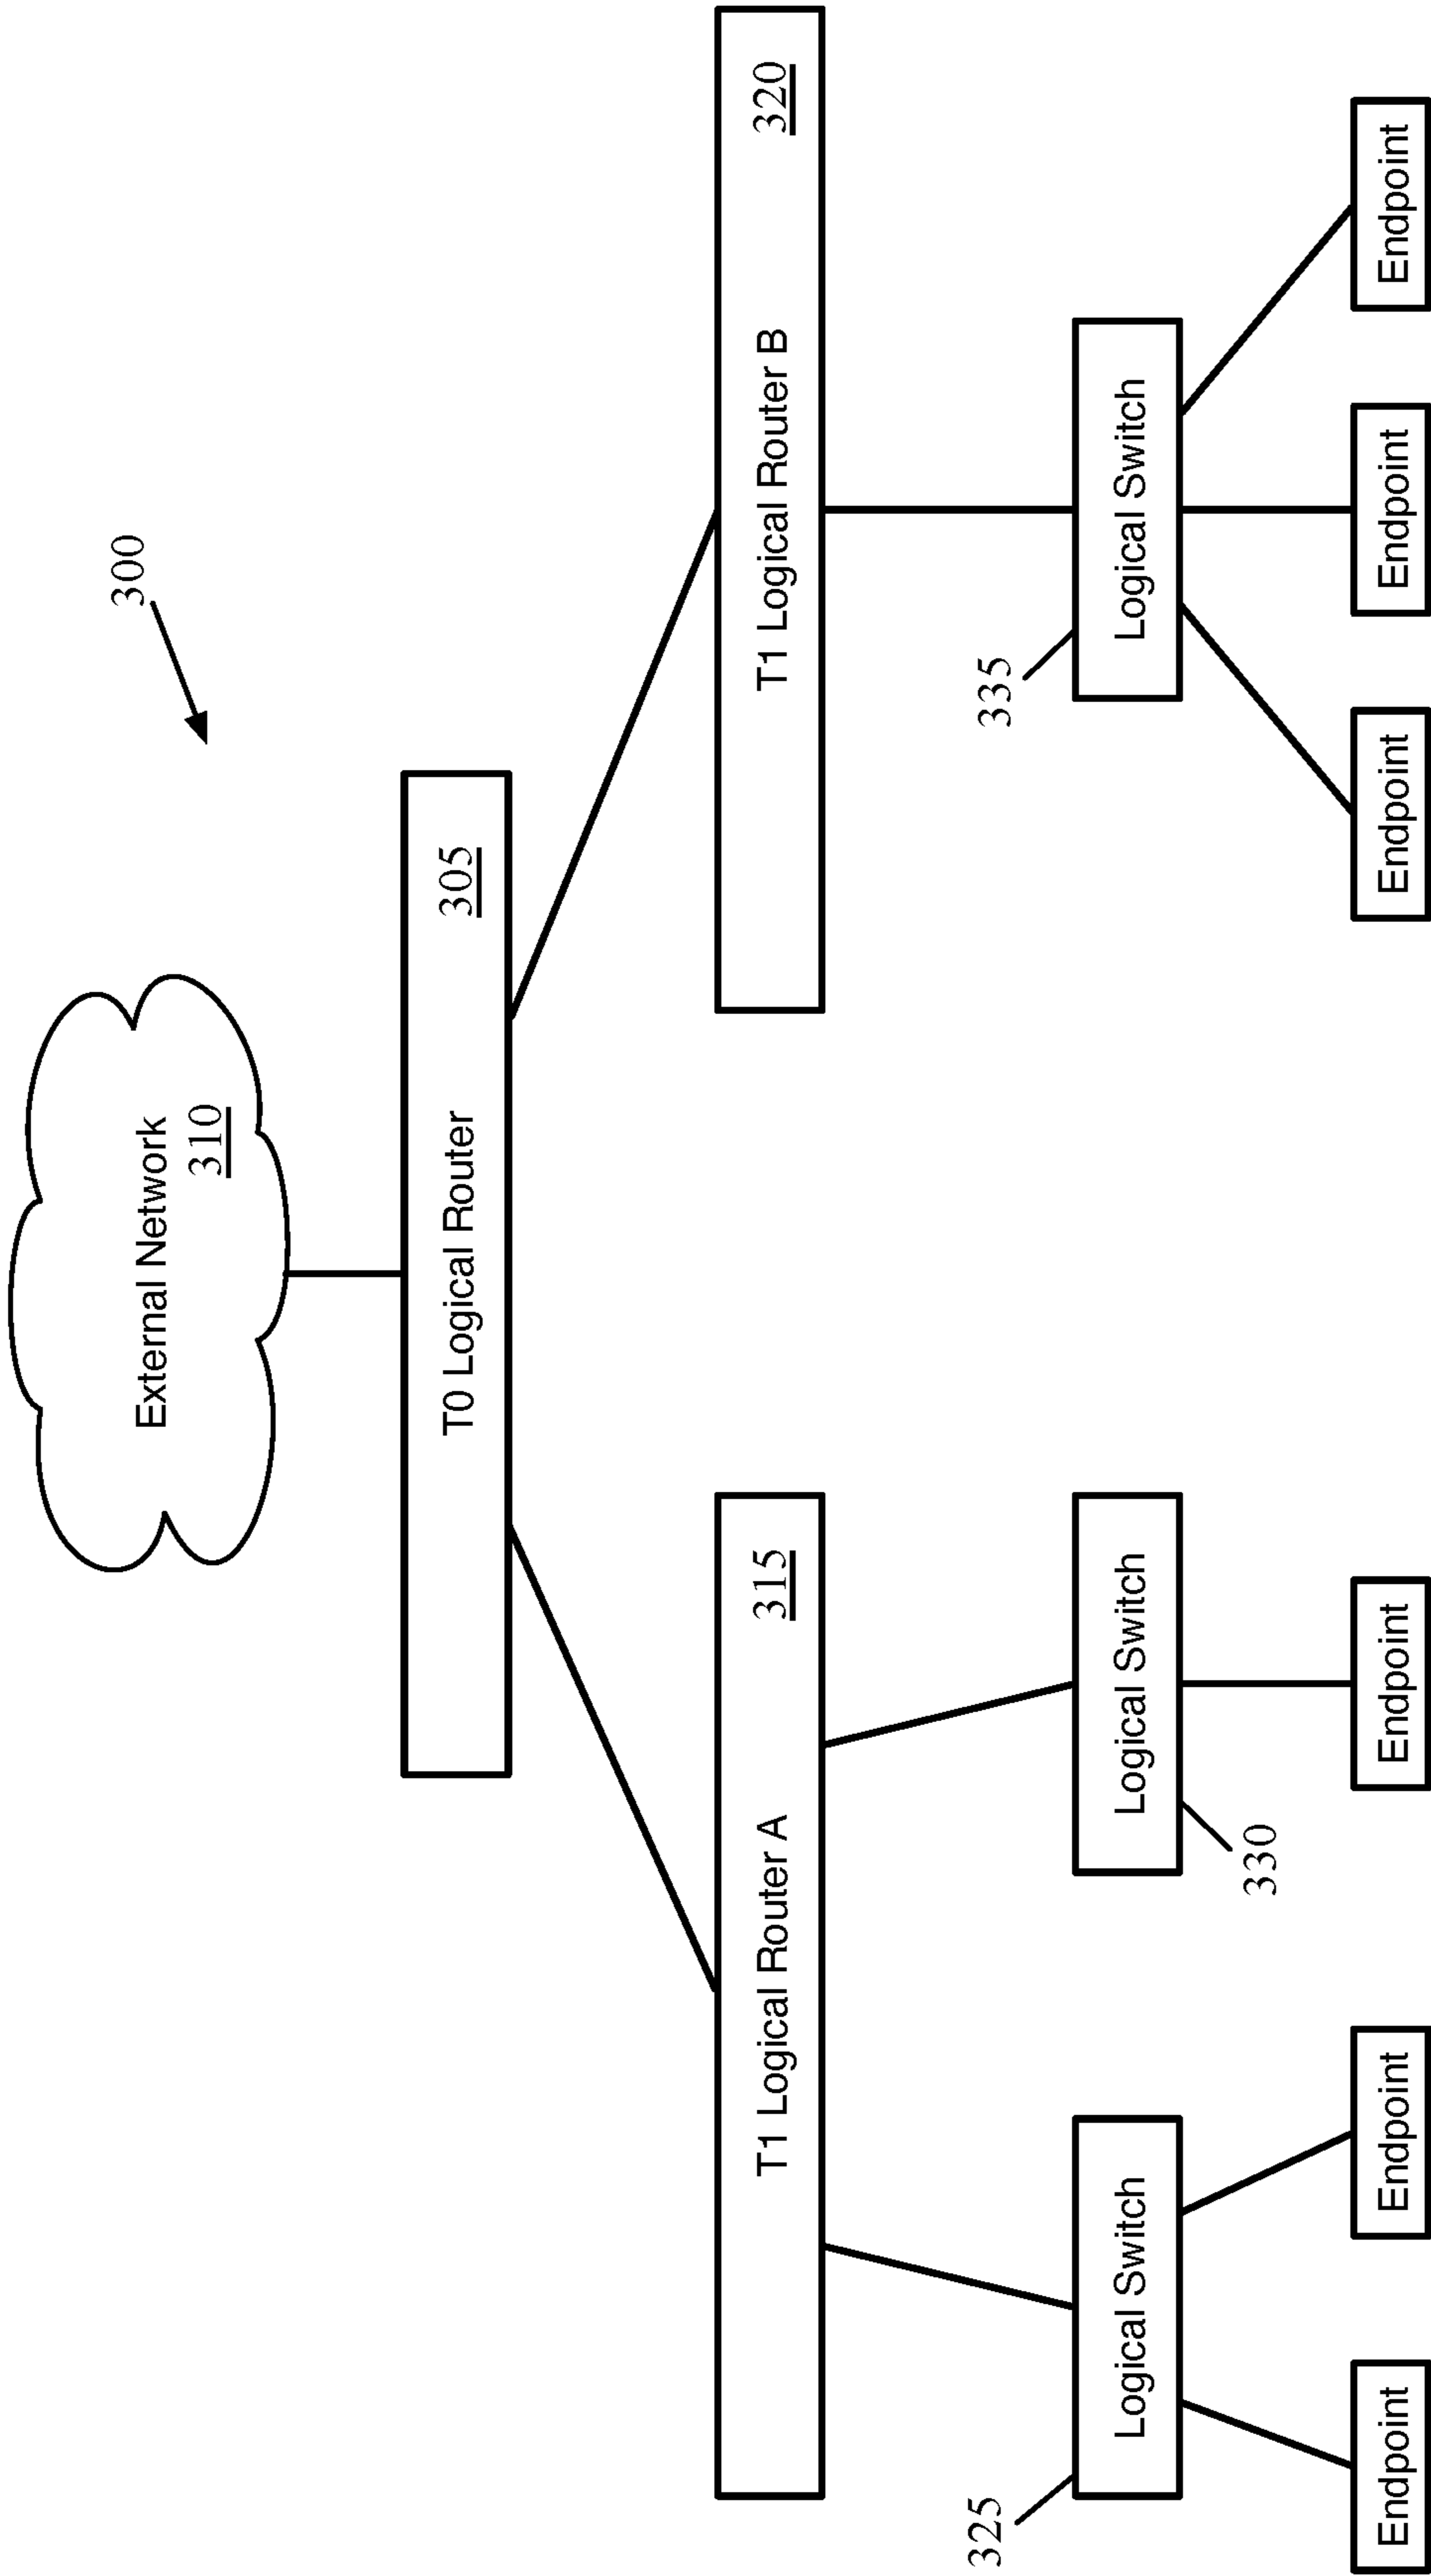 300
External Network
310
T0 Logical Router
305
T1 Logical Router A
315
T1 Logical Router B
320
325
Logical Switch
Logical Switch
330
335
Logical Switch
Endpoint
Endpoint
Endpoint
Endpoint
Endpoint
Endpoint